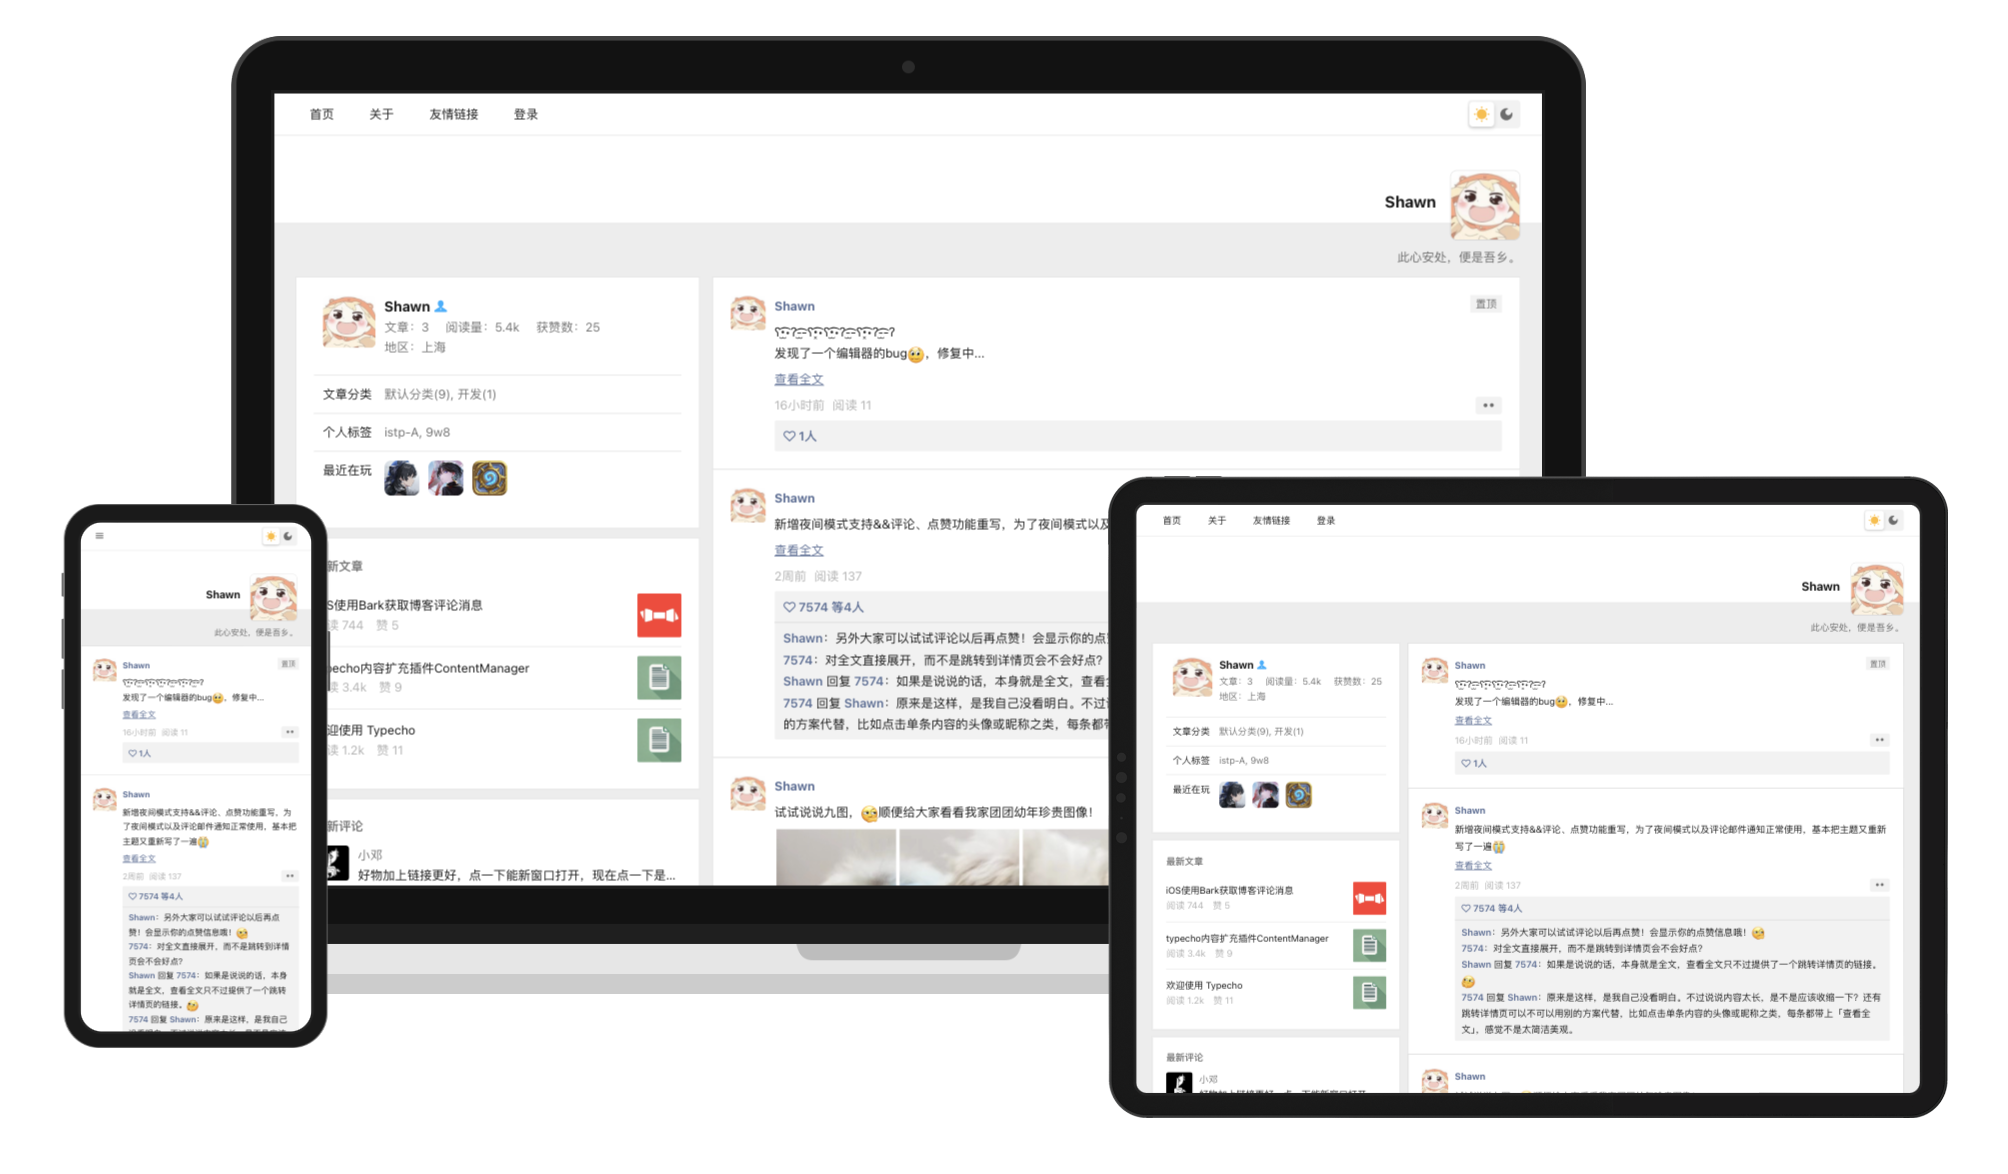 首页 关于 友情链接 登录
Shawn
此心安处，便是吾乡。
Shawn
文章：3 阅读量：5.4k 获赞数：25
地区：上海
文章分类 默认分类(9), 开发(1)
个人标签 istp-A, 9w8
最近在玩
新文章
S使用Bark获取博客评论消息
读 744 赞 5
pecho内容扩充插件ContentManager
读 3.4k 赞 9
迎使用 Typecho
读 1.2k 赞 11
新评论
小邓
好物加上链接更好，点一下能新窗口打开，现在点一下是...
Shawn
置顶
发现了一个编辑器的bug🥹，修复中...
查看全文
16小时前 阅读 11
1人
Shawn
新增夜间模式支持&&评论、点赞功能重写，为了夜间模式以及
查看全文
2周前 阅读 137
7574 等4人
Shawn：另外大家可以试试评论以后再点赞！会显示你的点
7574：对全文直接展开，而不是跳转到详情页会不会好点？
Shawn 回复 7574：如果是说说的话，本身就是全文，查看
7574 回复 Shawn：原来是这样，是我自己没看明白。不过
的方案代替，比如点击单条内容的头像或昵称之类，每条都
Shawn
试试说说九图，🧐顺便给大家看看我家团团幼年珍贵图像！
Shawn
此心安处，便是吾乡。
Shawn
置顶
发现了一个编辑器的bug🥹，修复中...
查看全文
16小时前 阅读 11
1人
Shawn
新增夜间模式支持&&评论、点赞功能重写，为
了夜间模式以及评论邮件通知正常使用，基本把
主题又重新写了一遍😭
查看全文
2周前 阅读 137
7574 等4人
Shawn：另外大家可以试试评论以后再点
赞！会显示你的点赞信息哦！🧐
7574：对全文直接展开，而不是跳转到详情
页会不会好点？
Shawn 回复 7574：如果是说说的话，本身
就是全文，查看全文只不过提供了一个跳转
详情页的链接。🤔
7574 回复 Shawn：原来是这样，是我自己
首页 关于 友情链接 登录
Shawn
此心安处，便是吾乡。
Shawn
文章：3 阅读量：5.4k 获赞数：25
地区：上海
文章分类 默认分类(9), 开发(1)
个人标签 istp-A, 9w8
最近在玩
最新文章
iOS使用Bark获取博客评论消息
阅读 744 赞 5
typecho内容扩充插件ContentManager
阅读 3.4k 赞 9
欢迎使用 Typecho
阅读 1.2k 赞 11
最新评论
小邓
Shawn
置顶
发现了一个编辑器的bug🥹，修复中...
查看全文
16小时前 阅读 11
1人
Shawn
新增夜间模式支持&&评论、点赞功能重写，为了夜间模式以及评论邮件通知正常使用，基本把主题又重新
写了一遍😭
查看全文
2周前 阅读 137
7574 等4人
Shawn：另外大家可以试试评论以后再点赞！会显示你的点赞信息哦！🧐
7574：对全文直接展开，而不是跳转到详情页会不会好点？
Shawn 回复 7574：如果是说说的话，本身就是全文，查看全文只不过提供了一个跳转详情页的链接。
🤔
7574 回复 Shawn：原来是这样，是我自己没看明白。不过说说内容太长，是不是应该收缩一下？还有
跳转详情页可以不可以用别的方案代替，比如点击单条内容的头像或昵称之类，每条都带上「查看全
文」，感觉不是太简洁美观。
Shawn